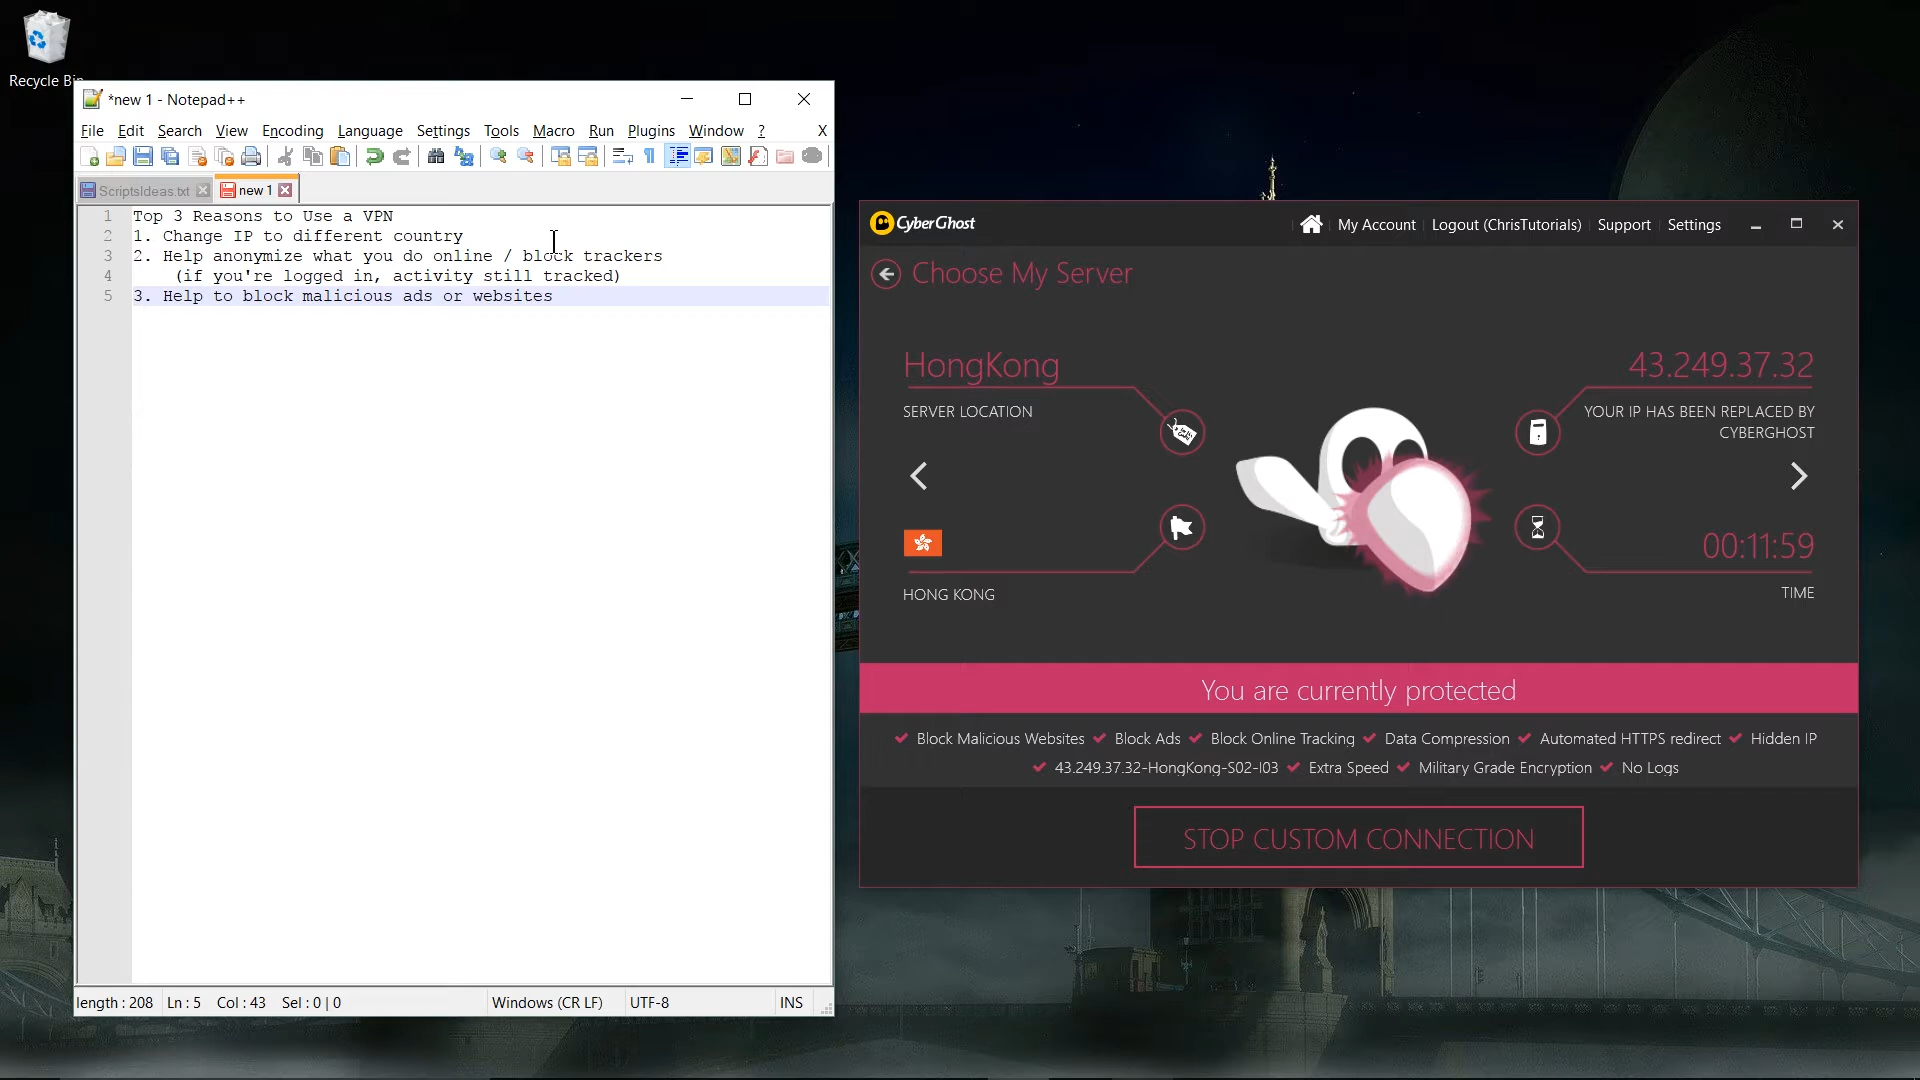 Recycle Bin
*new 1 - Notepad++
File Edit Search View Encoding Language Settings Tools Macro Run Plugins Window ? X
ScriptsIdeas.txt new 1
1 Top 3 Reasons to Use a VPN
2 1. Change IP to different country
3 2. Help anonymize what you do online / block trackers
4 (if you're logged in, activity still tracked)
5 3. Help to block malicious ads or websites
length : 208 Ln : 5 Col : 43 Sel : 0 | 0 Windows (CR LF) UTF-8 INS
CyberGhost My Account Logout (ChrisTutorials) Support Settings
Choose My Server
HongKong
SERVER LOCATION
43.249.37.32
YOUR IP HAS BEEN REPLACED BY
CYBERGHOST
HONG KONG
00:11:59
TIME
You are currently protected
Block Malicious Websites Block Ads Block Online Tracking Data Compression Automated HTTPS redirect Hidden IP
43.249.37.32-HongKong-S02-I03 Extra Speed Military Grade Encryption No Logs
STOP CUSTOM CONNECTION